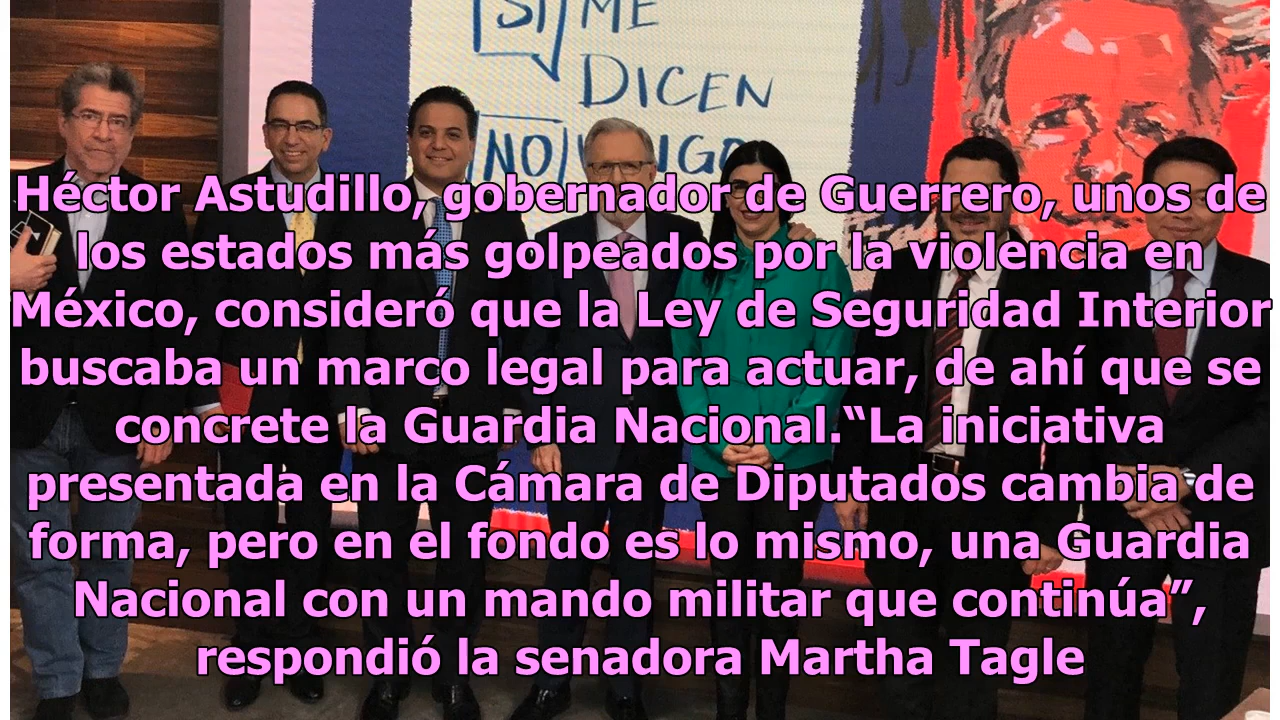 SI ME
DICEN
NO
Héctor Astudillo, gobernador de Guerrero, unos de
los estados más golpeados por la violencia en
México, consideró que la Ley de Seguridad Interior
buscaba un marco legal para actuar, de ahí que se
concrete la Guardia Nacional.“La iniciativa
presentada en la Cámara de Diputados cambia de
forma, pero en el fondo es lo mismo, una Guardia
Nacional con un mando militar que continúa”,
respondió la senadora Martha Tagle